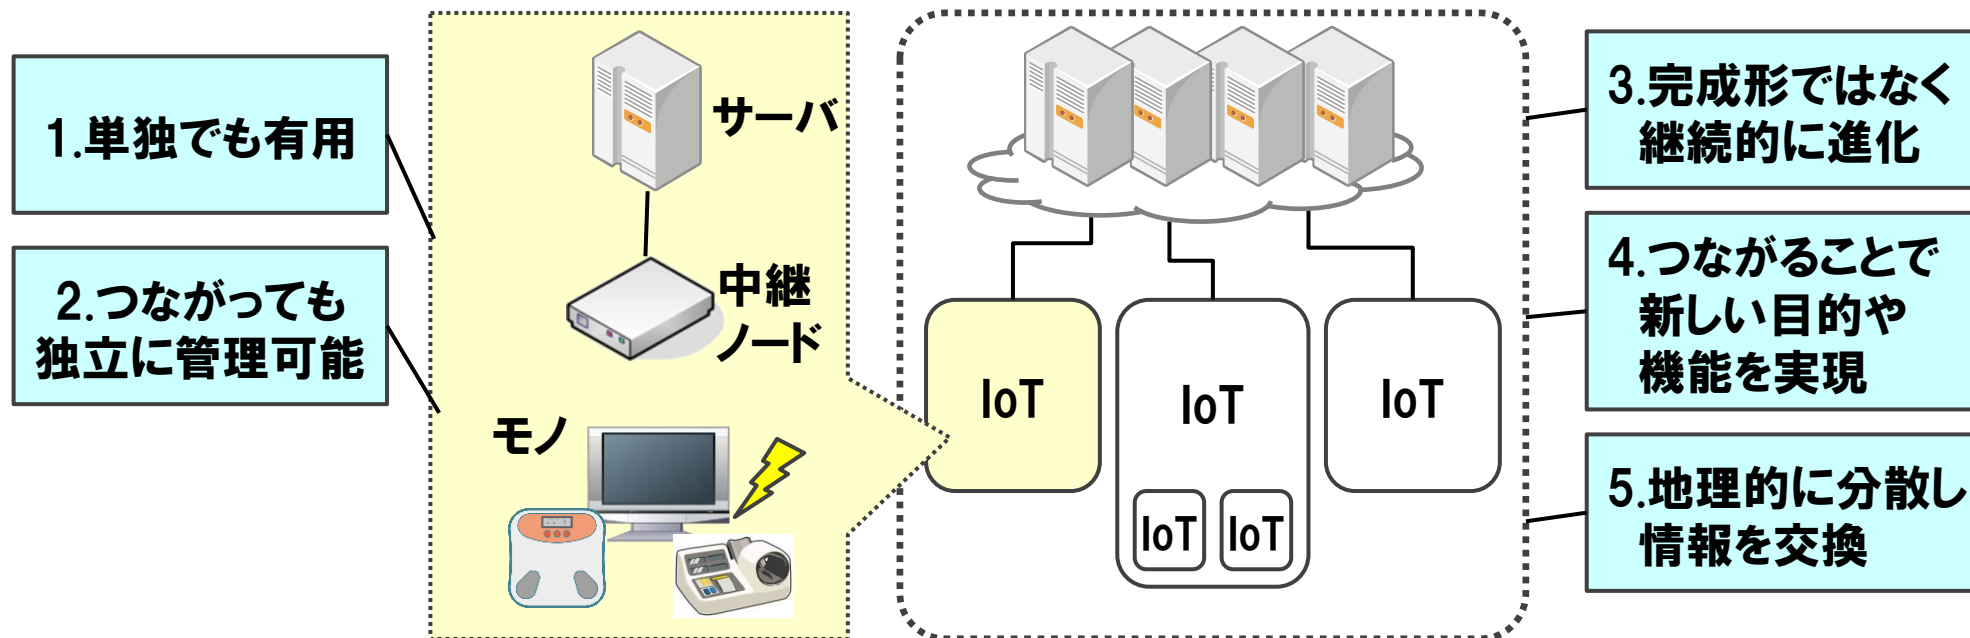 1.単独でも有用
2.つながっても
独立に管理可能
サーバ
中継
ノード
モノ
IoT
IoT
IoT
IoT
IoT
3.完成形ではなく
継続的に進化
4.つながることで
新しい目的や
機能を実現
5.地理的に分散し
情報を交換